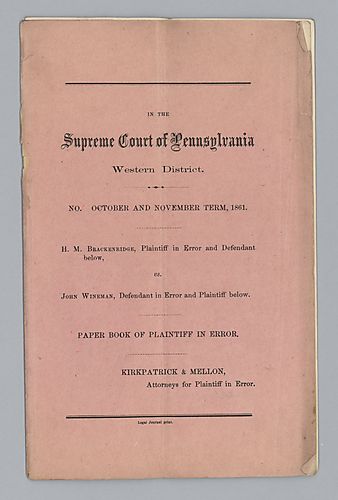 IN THE
Supreme Court of Pennsylvania
Western District.
NO. OCTOBER AND NOVEMBER TERM, 1861.
H. M. BRACKENRIDGE, Plaintiff in Error and Defendant
below,
vs.
JOHN WINEMAN, Defendant in Error and Plaintiff below.
PAPER BOOK OF PLAINTIFF IN ERROR.
KIRKPATRICK & MELLON,
Attorneys for Plaintiff in Error.
Legal Journal print.